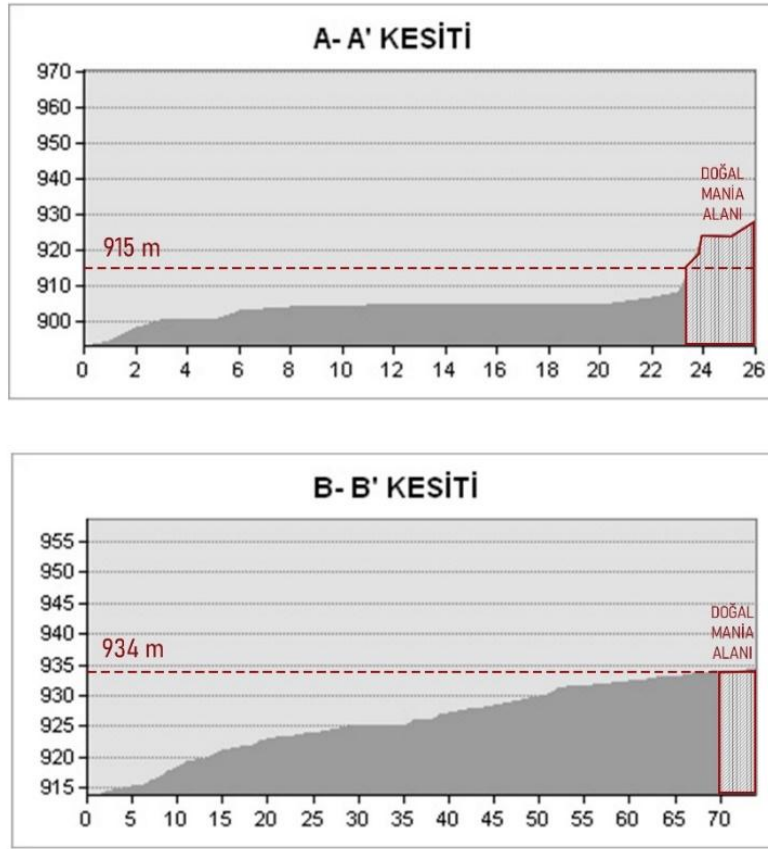 A- A' KESİTİ
970
960
950
940
930
920
910
900
915 m
DOĞAL
MANİA
ALANI
0 2 4 6 8 10 12 14 16 18 20 22 24 26
B- B' KESİTİ
955
950
945
940
935
930
925
920
915
934 m
DOĞAL
MANİA
ALANI
0 5 10 15 20 25 30 35 40 45 50 55 60 65 70